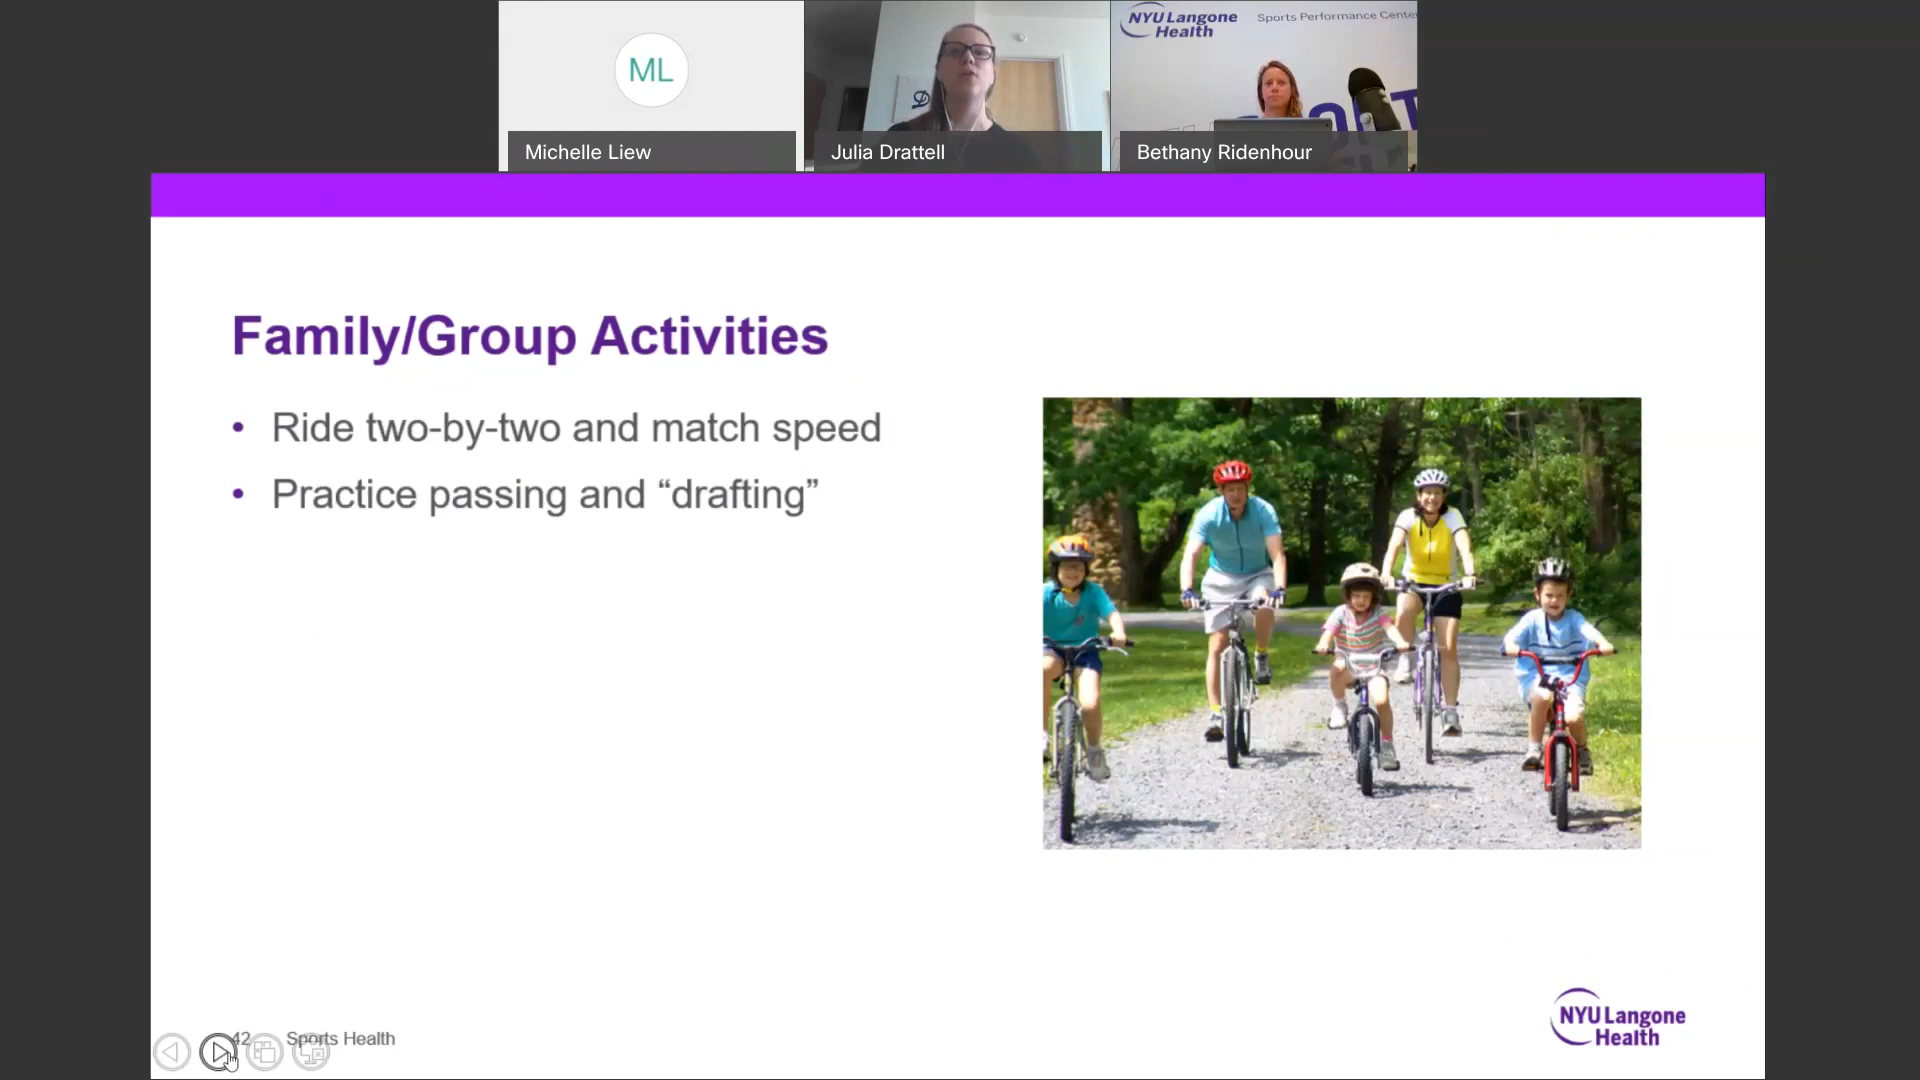 NYU Langone
Health
Sports Performance Center
ML
Michelle Liew
Julia Drattell
Bethany Ridenhour
Family/Group Activities
• Ride two-by-two and match speed
• Practice passing and “drafting”
42 Sports Health
NYU Langone
Health